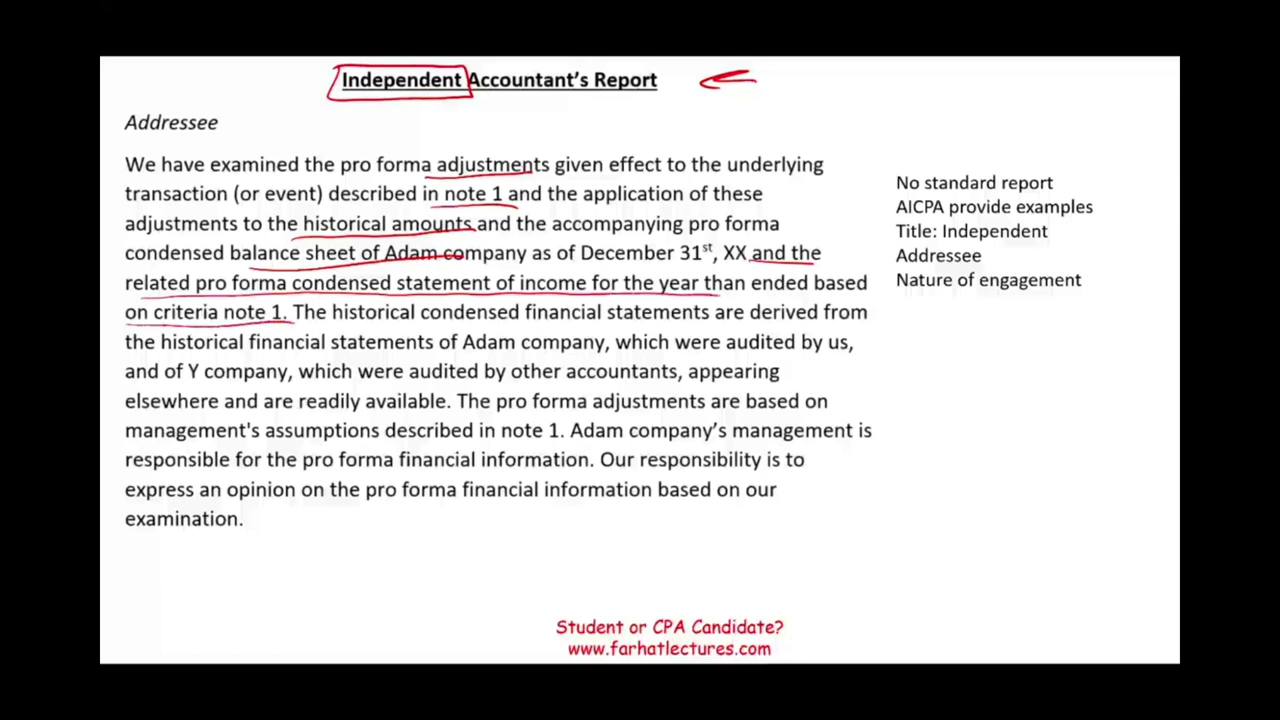 Independent Accountant's Report
Addressee
We have examined the pro forma adjustments given effect to the underlying
transaction (or event) described in note 1 and the application of these
adjustments to the historical amounts and the accompanying pro forma
condensed balance sheet of Adam company as of December 31st, XX and the
related pro forma condensed statement of income for the year than ended based
on criteria note 1. The historical condensed financial statements are derived from
the historical financial statements of Adam company, which were audited by us,
and of Y company, which were audited by other accountants, appearing
elsewhere and are readily available. The pro forma adjustments are based on
management's assumptions described in note 1. Adam company's management is
responsible for the pro forma financial information. Our responsibility is to
express an opinion on the pro forma financial information based on our
examination.
No standard report
AICPA provide examples
Title: Independent
Addressee
Nature of engagement
Student or CPA Candidate?
www.farhatlectures.com